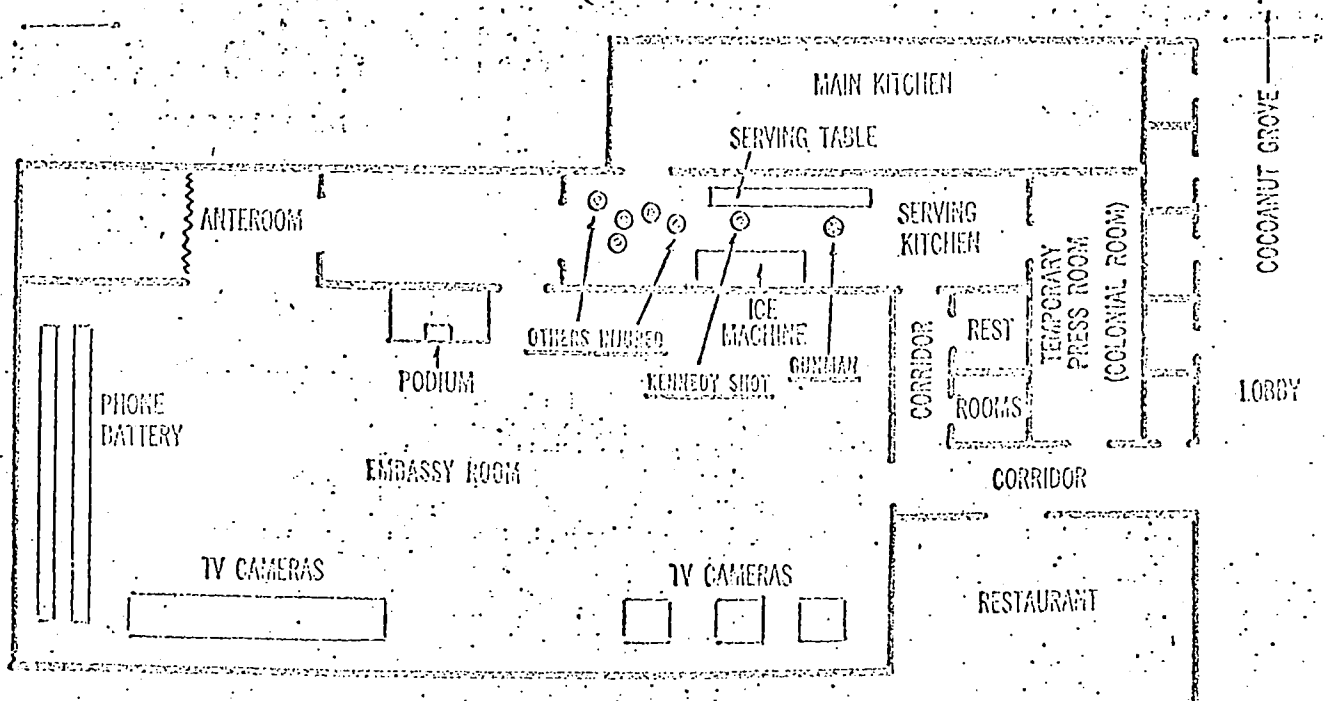 MAIN KITCHEN
SERVING TABLE
COCOANUT GROVE
ANTEROOM
SERVING
KITCHEN
TEMPORARY
PRESS ROOM
(COLONIAL ROOM)
OTHERS INJURED
ICE
MACHINE
GUNMAN
KENNEDY SHOT
CORRIDOR
REST
ROOMS
PODIUM
PHONE
BATTERY
LOBBY
EMBASSY ROOM
CORRIDOR
TV CAMERAS
TV CAMERAS
RESTAURANT